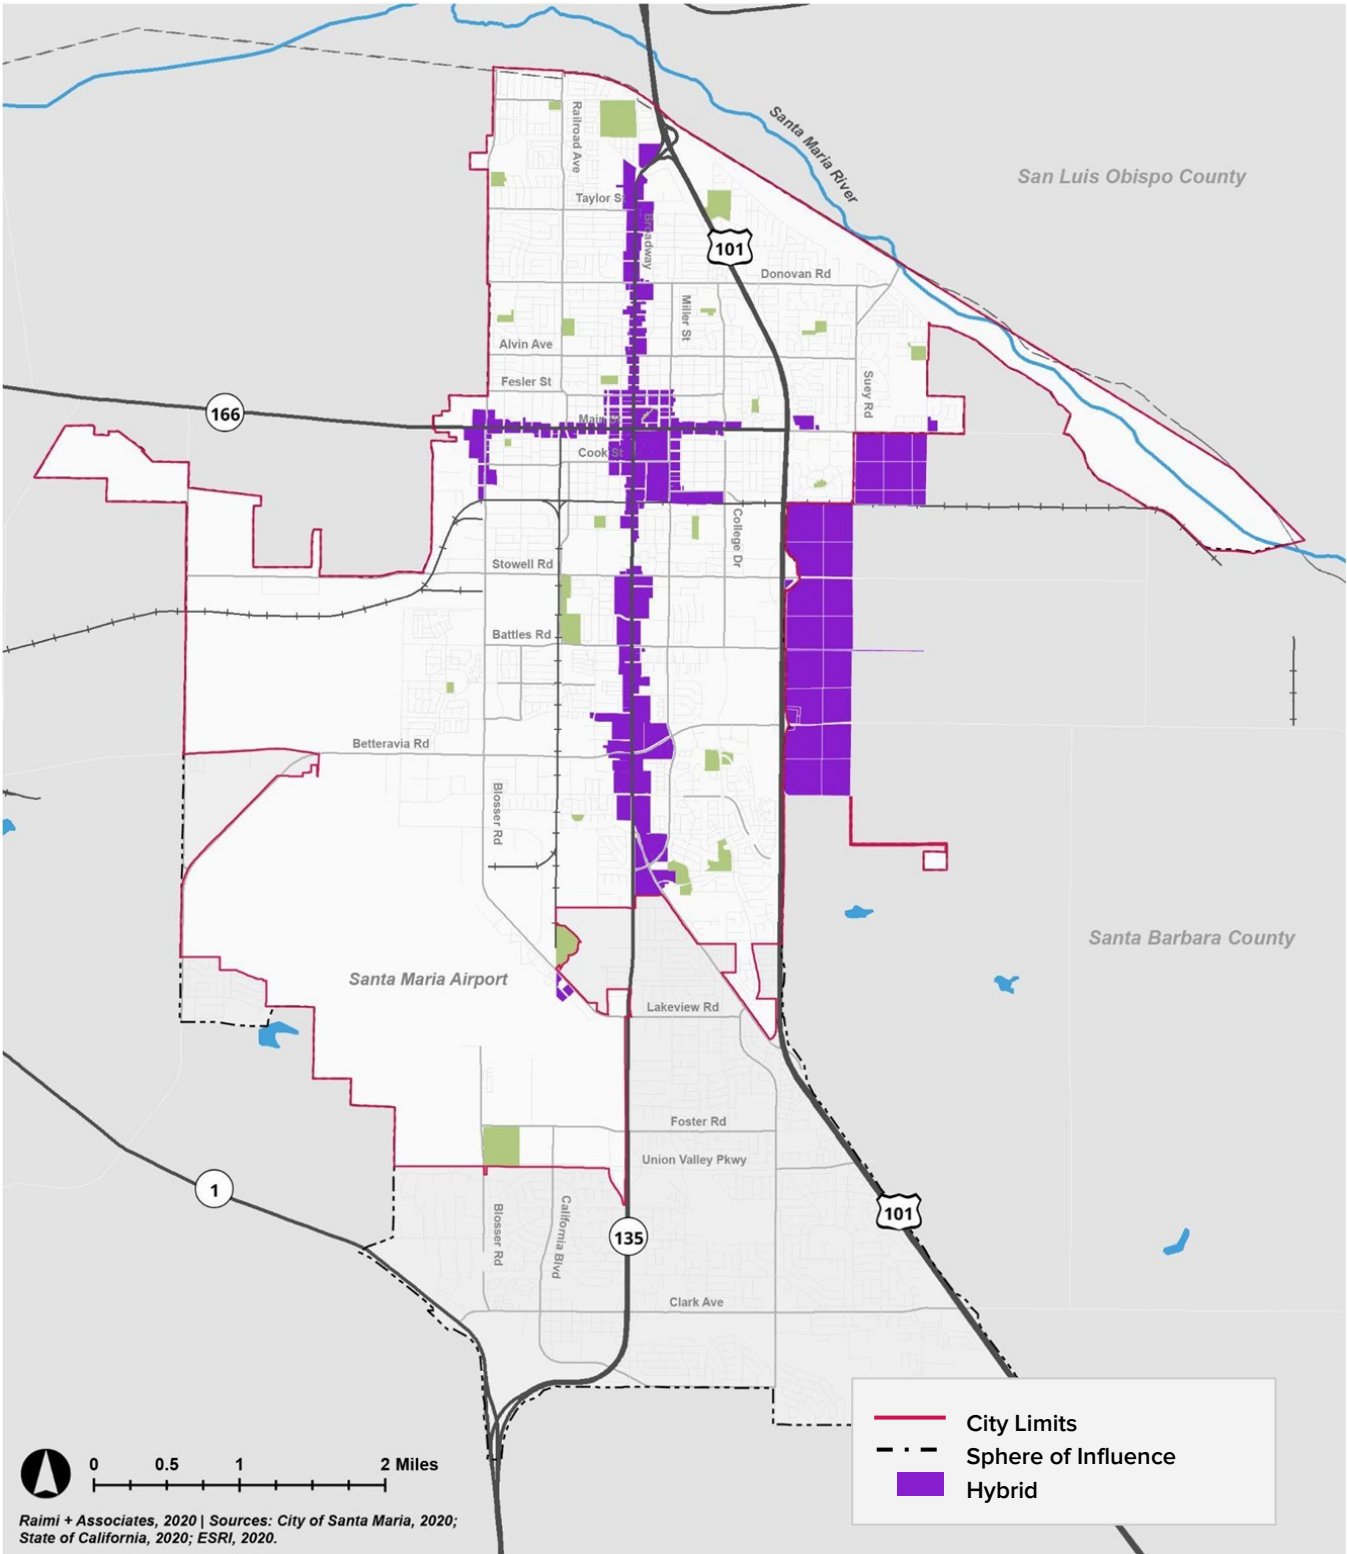 Santa Maria River
San Luis Obispo County
Railroad Ave
Taylor St
Broadway
101
Donovan Rd
Miller St
Alvin Ave
Fesler St
Suey Rd
166
Main St
Cook St
College Dr
Stowell Rd
Battles Rd
Betteravia Rd
Blosser Rd
Santa Barbara County
Santa Maria Airport
Lakeview Rd
Foster Rd
Union Valley Pkwy
1
101
Blosser Rd
California Blvd
135
Clark Ave
City Limits
Sphere of Influence
Hybrid
0 0.5 1 2 Miles
Raimi + Associates, 2020 | Sources: City of Santa Maria, 2020;
State of California, 2020; ESRI, 2020.